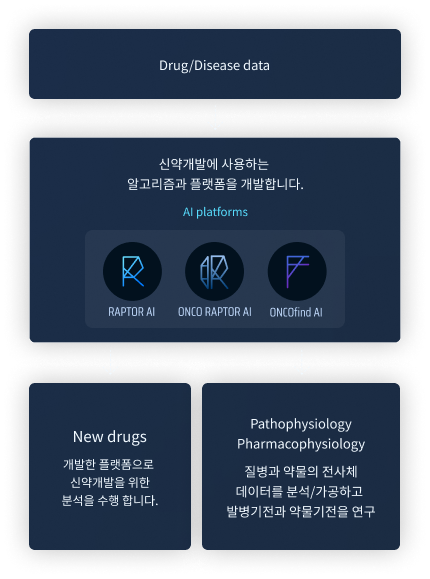 Drug/Disease data
신약개발에 사용하는
알고리즘과 플랫폼을 개발합니다.
AI platforms
RAPTOR AI
ONCO RAPTOR AI
ONCOfind AI
New drugs
개발한 플랫폼으로
신약개발을 위한
분석을 수행 합니다.
Pathophysiology
Pharmacophysiology
질병과 약물의 전사체
데이터를 분석/가공하고
발병기전과 약물기전을 연구